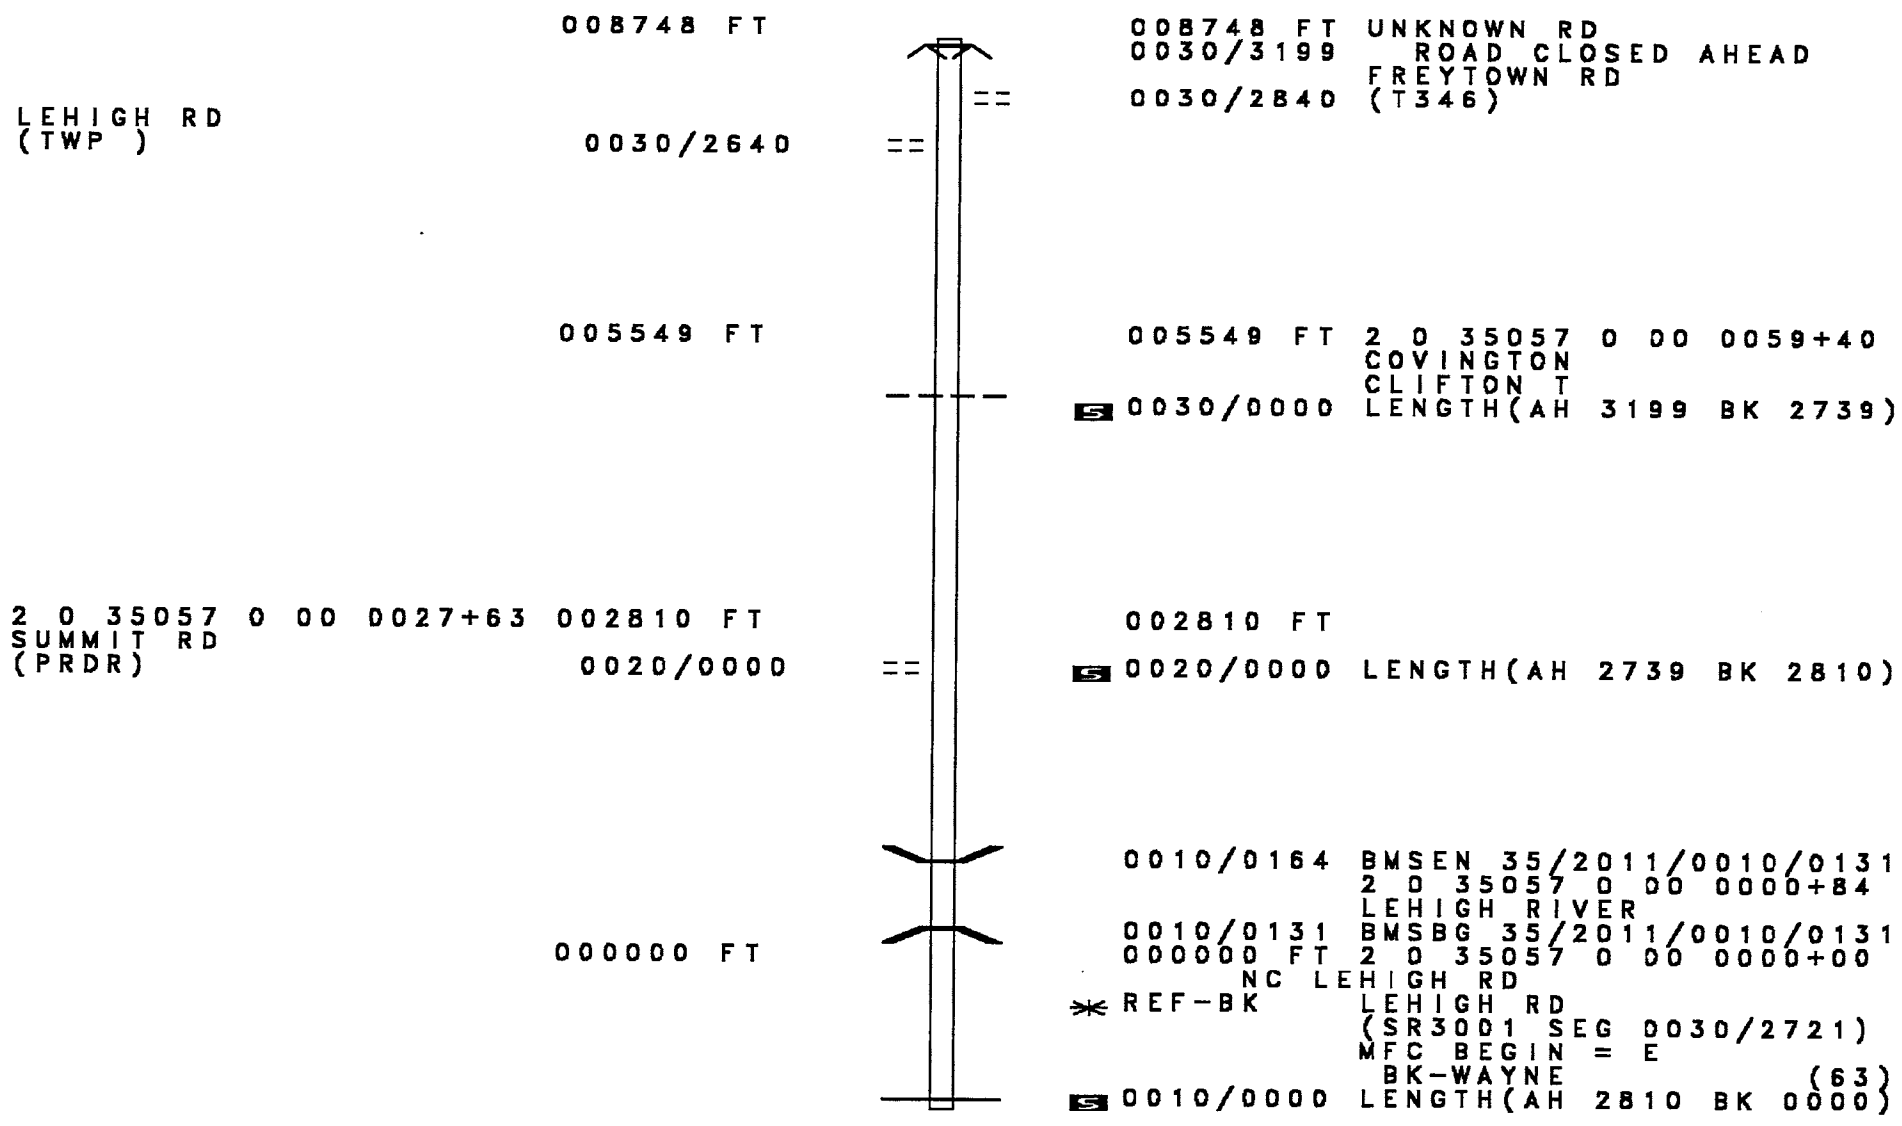 008748 FT
008748 FT UNKNOWN RD
0030/3199 ROAD CLOSED AHEAD
FREYTOWN RD
0030/2840 (T346)
LEHIGH RD
(TWP )
0030/2640
005549 FT
005549 FT 2 0 35057 0 00 0059+40
COVINGTON
CLIFTON T
S 0030/0000 LENGTH(AH 3199 BK 2739)
2 0 35057 0 00 0027+63 002810 FT
SUMMIT RD
(PRDR) 0020/0000
002810 FT
S 0020/0000 LENGTH(AH 2739 BK 2810)
0010/0164 BMSEN 35/2011/0010/0131
2 0 35057 0 00 0000+84
LEHIGH RIVER
0010/0131 BMSBG 35/2011/0010/0131
000000 FT
000000 FT 2 0 35057 0 00 0000+00
NC LEHIGH RD
REF-BK LEHIGH RD
(SR3001 SEG 0030/2721)
MFC BEGIN = E
BK-WAYNE (63)
S 0010/0000 LENGTH(AH 2810 BK 0000)